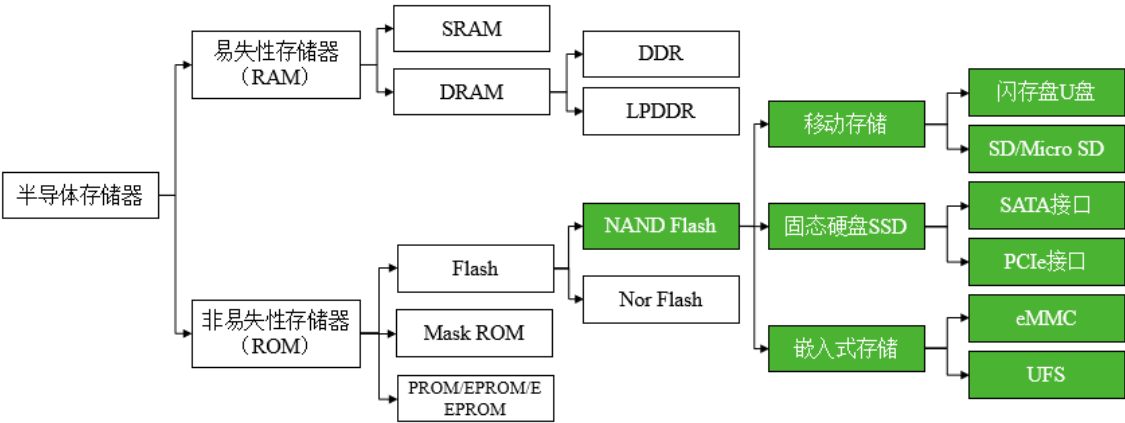 半导体存储器
易失性存储器
（RAM）
SRAM
DRAM
DDR
LPDDR
非易失性存储器
（ROM）
Flash
Mask ROM
PROM/EPROM/E
EPROM
NAND Flash
Nor Flash
移动存储
闪存盘U盘
SD/Micro SD
固态硬盘SSD
SATA接口
PCIe接口
嵌入式存储
eMMC
UFS